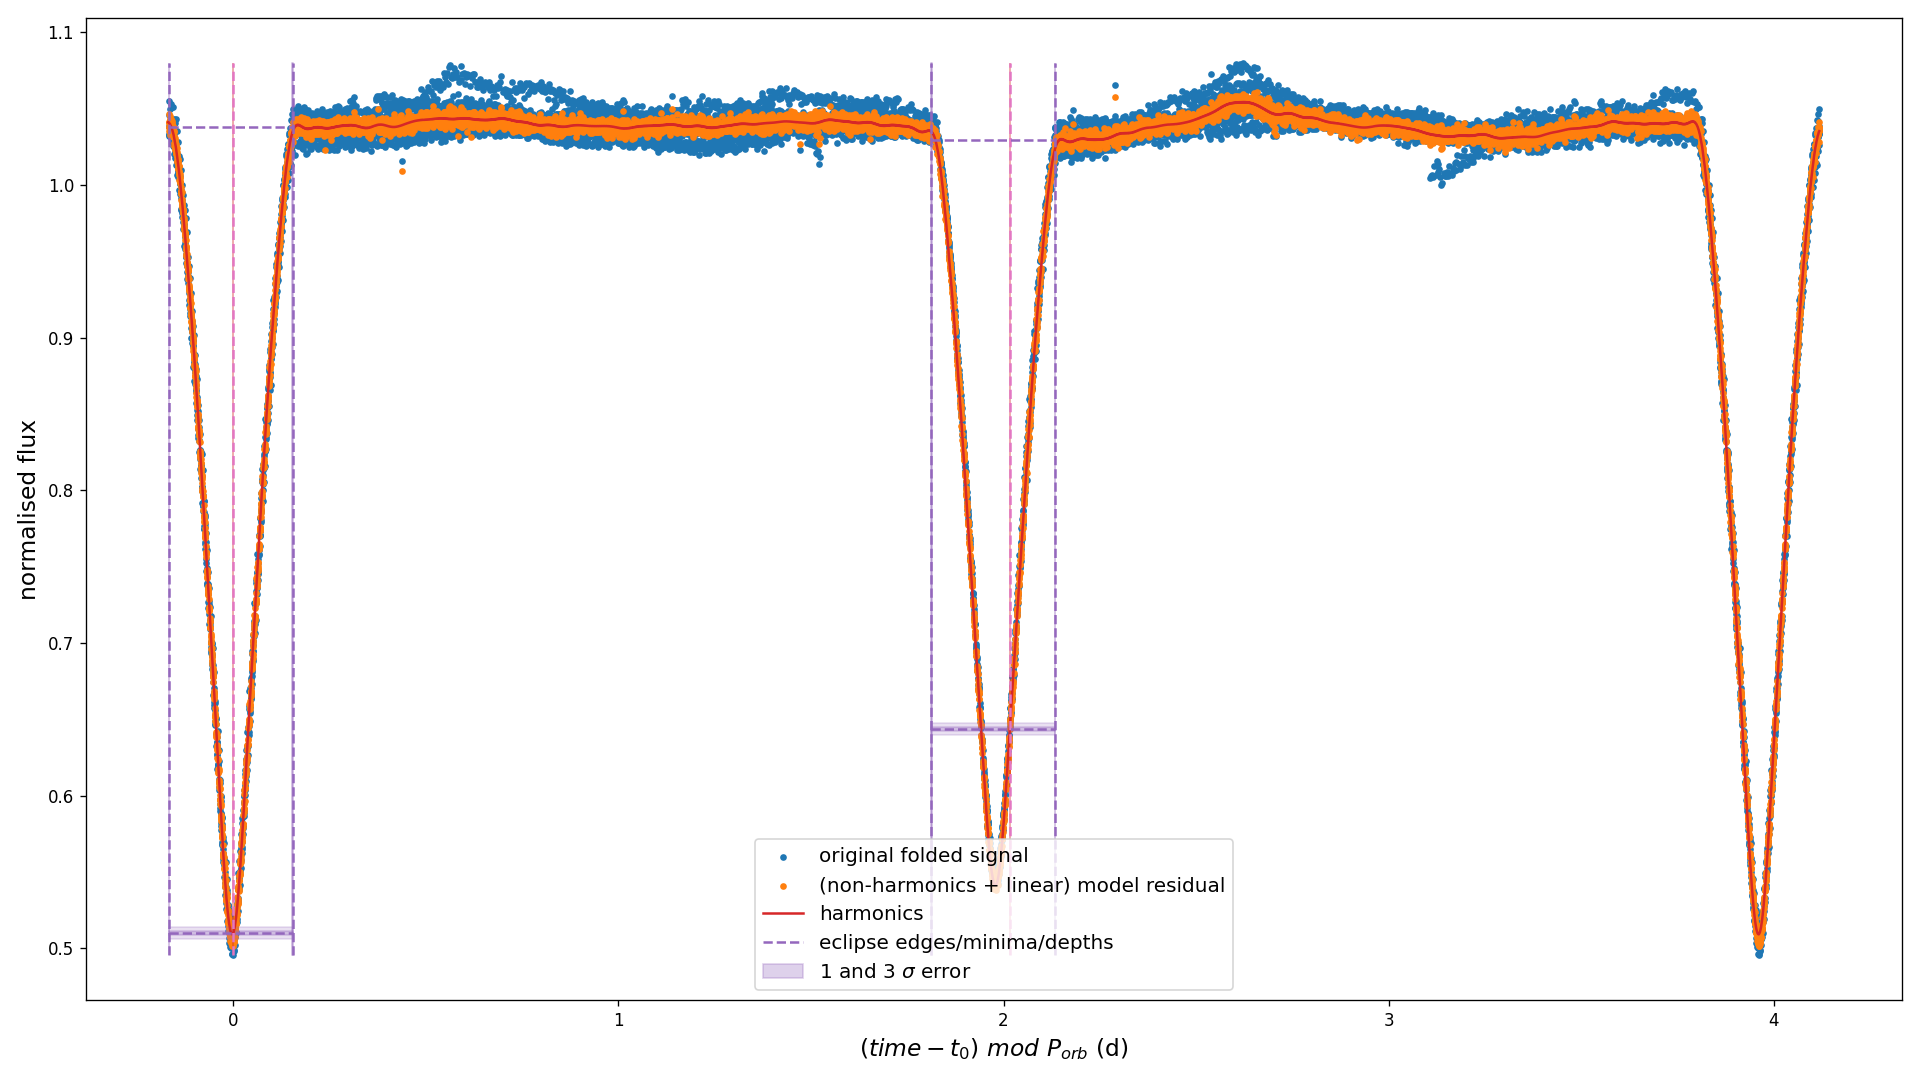 1.1
1.0
0.9
0.8
0.7
0.6
0.5
normalised flux
original folded signal
(non-harmonics + linear) model residual
harmonics
eclipse edges/minima/depths
1 and 3 σ error
0 1 2 3 4
(time − t₀) mod P_orb (d)